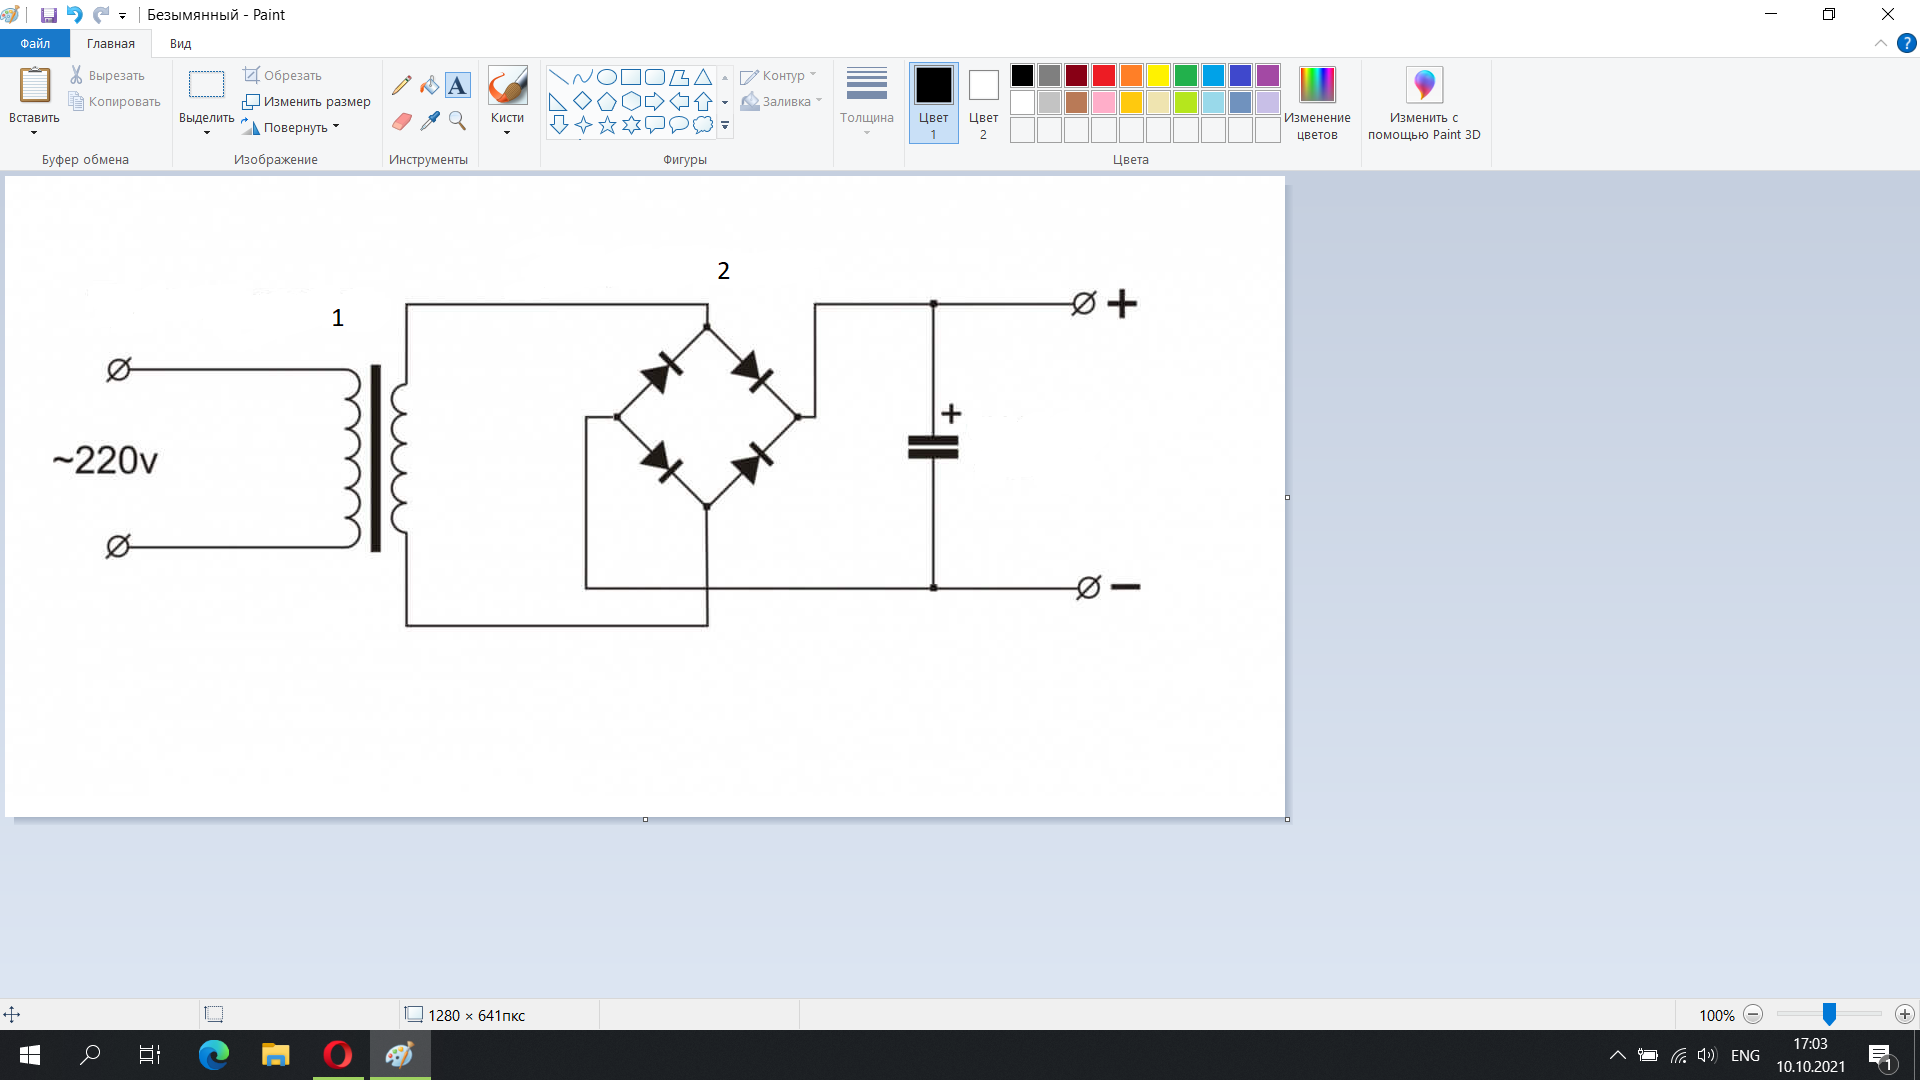 Безымянный - Paint
Файл
Главная
Вид
Вставить
Вырезать
Копировать
Буфер обмена
Выделить
Обрезать
Изменить размер
Повернуть
Изображение
A
Инструменты
Кисти
Контур
Заливка
Фигуры
Толщина
Цвет
1
Цвет
2
Изменение
цветов
Цвета
Изменить с
помощью Paint 3D
?
1
2
~220v
+
+
−
1280 × 641пкс
100%
ENG
17:03
10.10.2021
1